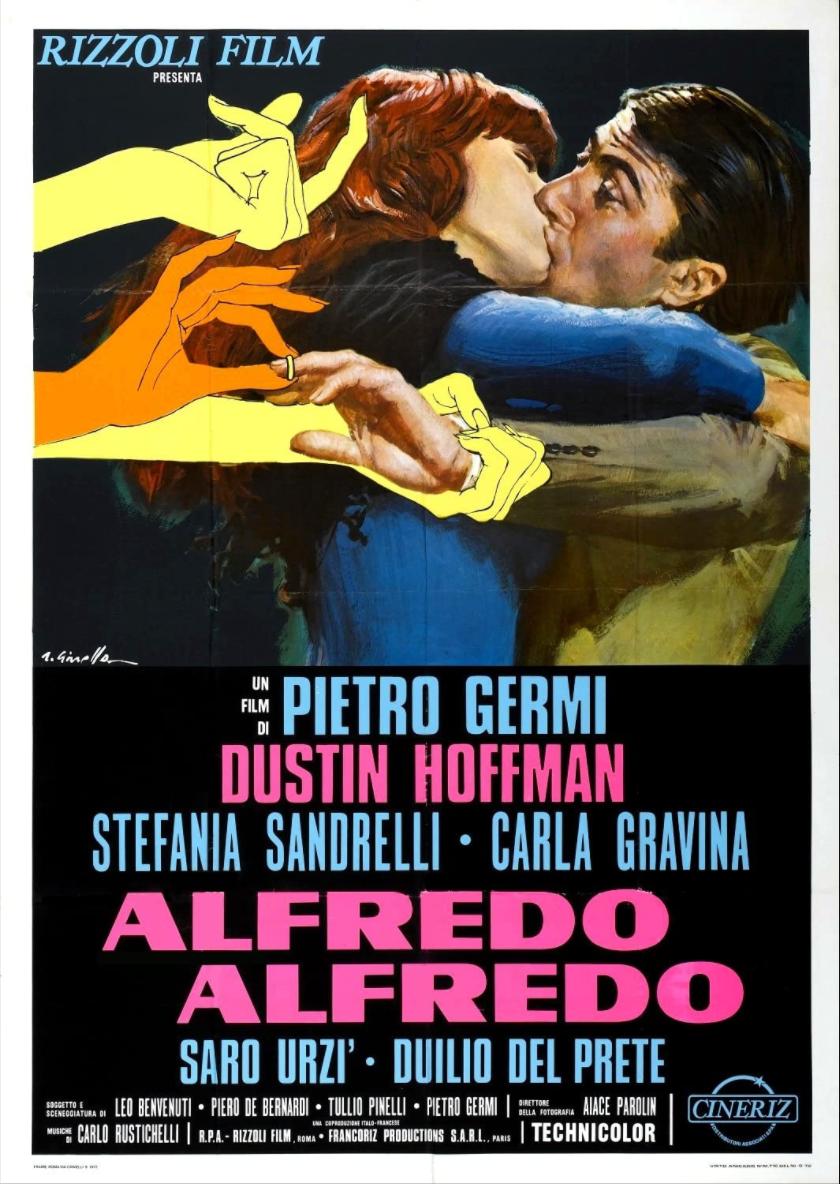 RIZZOLI FILM
PRESENTA
UN FILM DI PIETRO GERMI
DUSTIN HOFFMAN
STEFANIA SANDRELLI • CARLA GRAVINA
ALFREDO
ALFREDO
SARO URZI' • DUILIO DEL PRETE
SOGGETTO E SCENEGGIATURA DI LEO BENVENUTI • PIERO DE BERNARDI • TULLIO PINELLI • PIETRO GERMI | DIRETTORE DELLA FOTOGRAFIA AIACE PAROLIN
MUSICHE DI CARLO RUSTICHELLI | UNA COPRODUZIONE ITALO-FRANCESE R.P.A.- RIZZOLI FILM, ROMA • FRANCORIZ PRODUCTIONS S.A.R.L., PARIS | TECHNICOLOR
CINERIZ